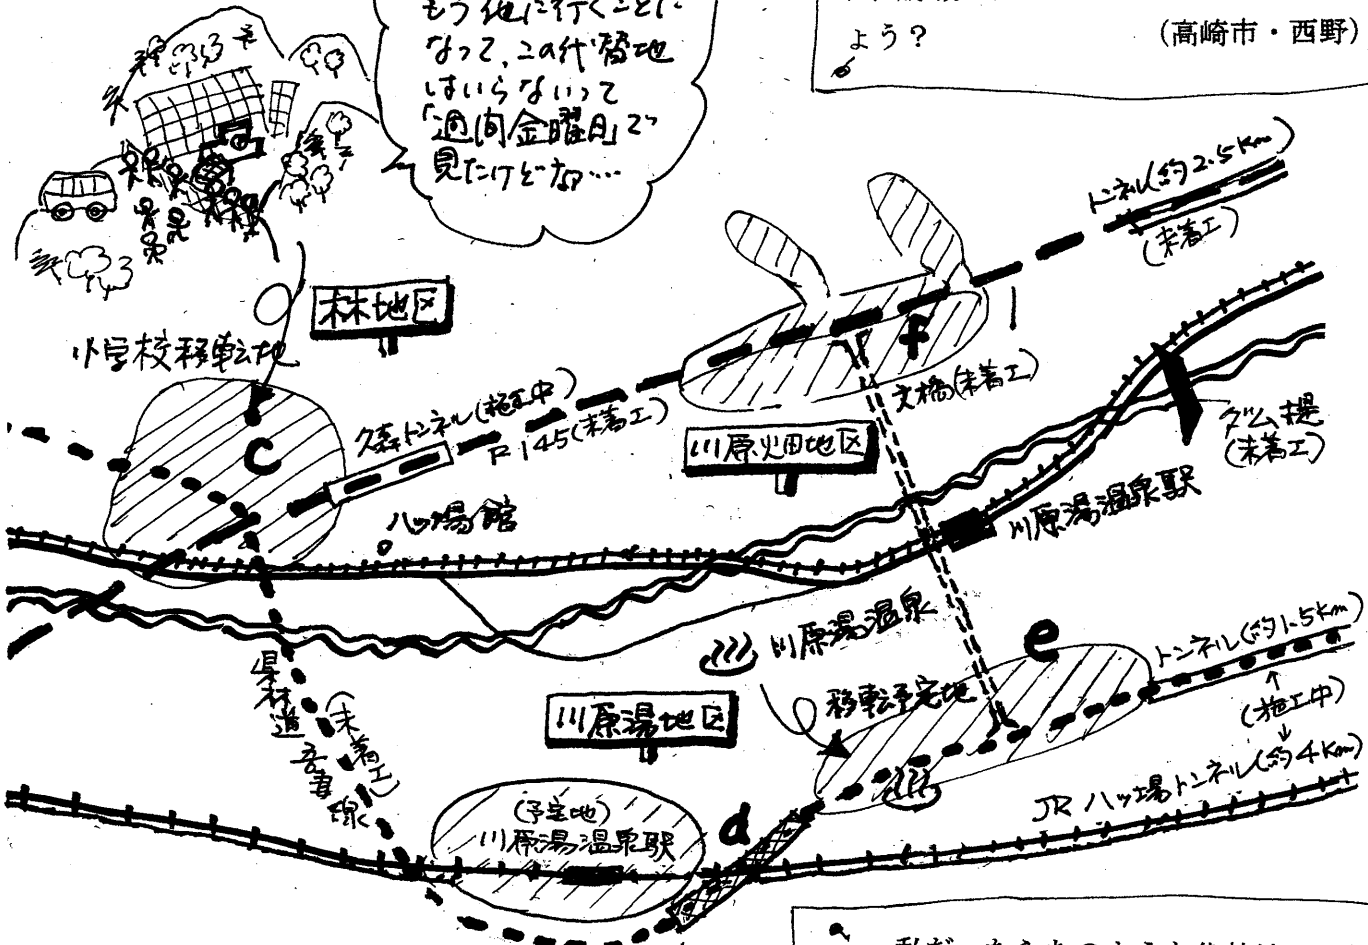 もう他に行くことに
なって、この代替地
はいらないって
「週間金曜日」で
見たけどなァ…
よう?
(高崎市・西野)
トンネル(約2.5Km)
(未着工)
林地区
小学校移転地
c
久森トンネル(施工中)
R145(未着工)
f
文橋(未着工)
川原畑地区
ダム堤
(未着工)
八ッ場館
川原湯温泉駅
川原湯温泉
e
トンネル(約1.5Km)
移転予定地
(施工中)
川原湯地区
県林道吾妻線
(未着工)
(予定地)
川原湯温泉駅
d
JR八ッ場トンネル(約4Km)